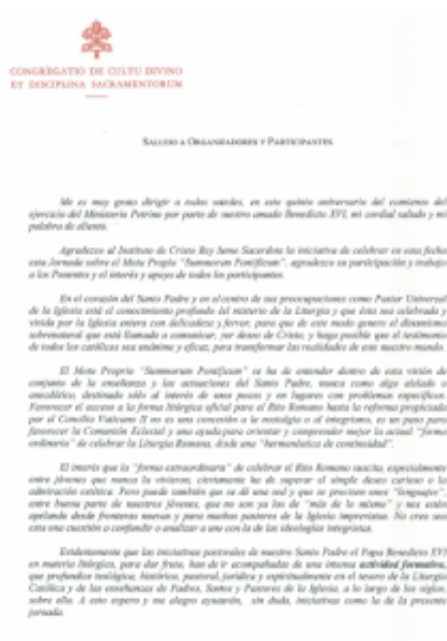 CONGREGATIO DE CULTU DIVINO
ET DISCIPLINA SACRAMENTORUM
SALUDO A ORGANIZADORES Y PARTICIPANTES
Me es muy grato dirigir a todos ustedes, en este quinto aniversario del comienzo del
ejercicio del Ministerio Petrino por parte de nuestro amado Benedicto XVI, mi cordial saludo y mi
palabra de aliento.
Agradezco al Instituto de Cristo Rey Sumo Sacerdote la iniciativa de celebrar en esta fecha
esta Jornada sobre el Motu Propio "Summorum Pontificum", agradezco su participación y trabajo
a los Ponentes y el interés y apoyo de todos los participantes.
En el corazón del Santo Padre y en el centro de sus preocupaciones como Pastor Universal
de la Iglesia está el conocimiento profundo del misterio de la Liturgia y que ésta sea celebrada y
vivida por la Iglesia entera con delicadeza y fervor, para que de este modo genere el dinamismo
sobrenatural que está llamado a comunicar, por deseo de Cristo, y haga posible que el testimonio
de todos los católicos sea unánime y eficaz, para transformar las realidades de este nuestro mundo.
El Motu Proprio "Summorum Pontificum" se ha de entender dentro de esta visión de
conjunto de la enseñanza y las actuaciones del Santo Padre, nunca como algo aislado o
anecdótico, destinado sólo al interés de unos pocos y en lugares con problemas específicos.
Favorecer el acceso a la forma litúrgica oficial para el Rito Romano hasta la reforma propiciada
por el Concilio Vaticano II no es una concesión a la nostalgia o al integrismo, es un paso para
favorecer la Comunión Eclesial y una ayuda para orientar y comprender mejor la actual "forma
ordinaria" de celebrar la Liturgia Romana, desde una "hermenéutica de continuidad".
El interés que la "forma extraordinaria" de celebrar el Rito Romano suscita, especialmente
entre jóvenes que nunca la vivieron, ciertamente ha de superar el simple deseo curioso o la
admiración estética. Pero puede también que se dé una sed y que se precisen unos "lenguajes"
entre buena parte de nuestros jóvenes, que no son ya los de "más de lo mismo" y nos estén
apelando desde fronteras nuevas y para muchos pastores de la Iglesia imprevistas. No creo sea
esta una cuestión a confundir o analizar a una con la de las ideologías integristas.
Evidentemente que las iniciativas pastorales de nuestro Santo Padre el Papa Benedicto XVI
en materia litúrgica, para dar fruto, han de ir acompañadas de una intensa actividad formativa,
que profundice teológica, histórica, pastoral, jurídica y espiritualmente en el tesoro de la Liturgia
Católica y de las enseñanzas de Padres, Santos y Pastores de la Iglesia, a lo largo de los siglos,
sobre ella. A esto espero y me alegro ayudarán, sin duda, iniciativas como la de la presente
jornada.